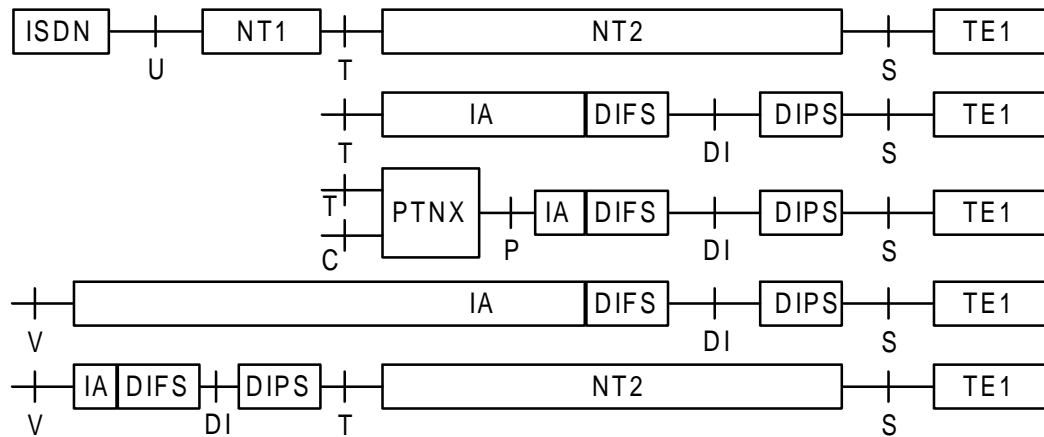 ISDN NT1 NT2 TE1
U T S
IA DIFS DIPS TE1
T DI S
T PTNX IA DIFS DIPS TE1
C P DI S
IA DIFS DIPS TE1
V DI S
IA DIFS DIPS NT2 TE1
V DI T S